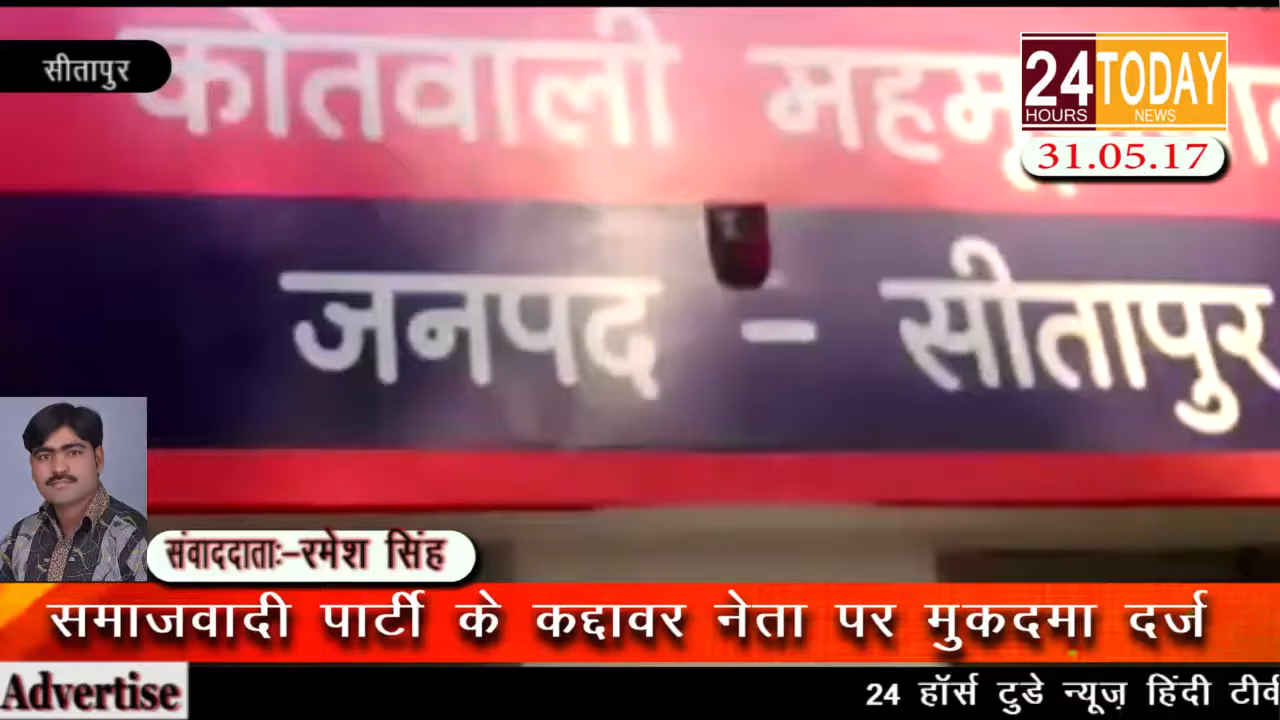 सीतापुर
कोतवाली
24 TODAY
HOURS NEWS
31.05.17
जनपद - सीतापुर
संवाददाताः-रमेश सिंह
समाजवादी पार्टी के कद्दावर नेता पर मुकदमा दर्ज
Advertise
24 हॉर्स टुडे न्यूज़ हिंदी टीवी